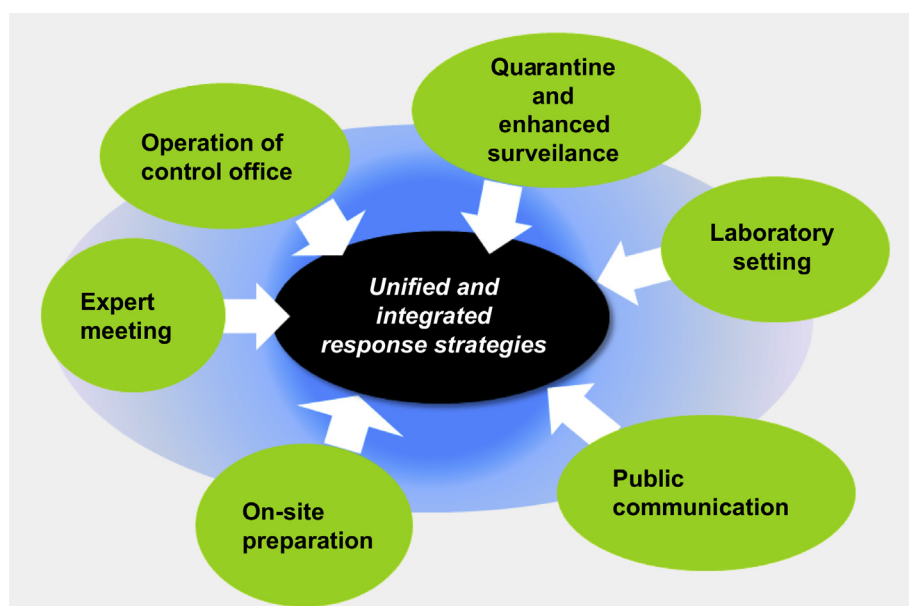 Quarantine
and
enhanced
surveilance
Operation of
control office
Laboratory
setting
Unified and
integrated
response strategies
Expert
meeting
Public
communication
On-site
preparation